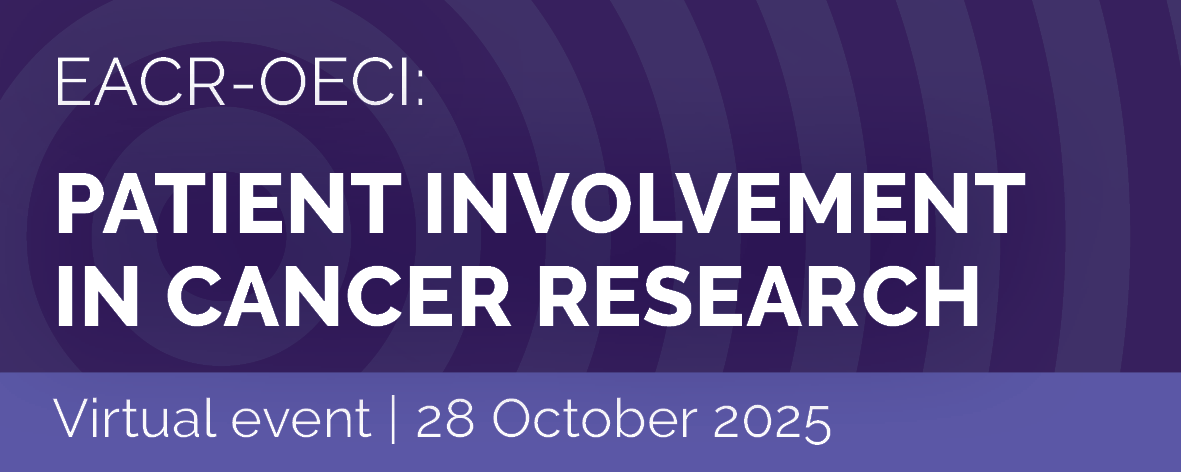 EACR-OECI:
PATIENT INVOLVEMENT
IN CANCER RESEARCH
Virtual event | 28 October 2025